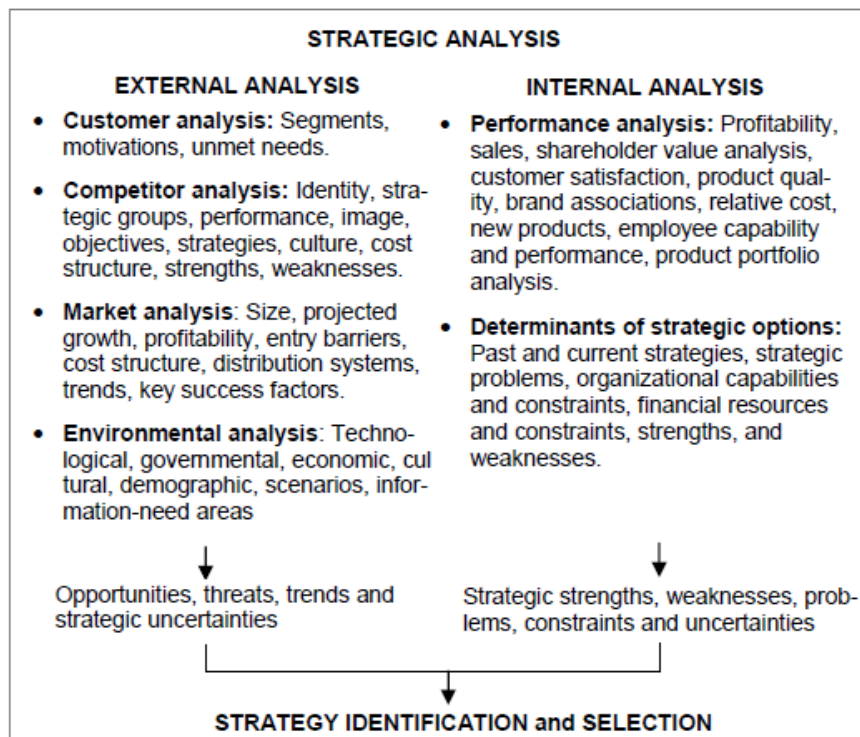 STRATEGIC ANALYSIS
EXTERNAL ANALYSIS
• Customer analysis: Segments,
motivations, unmet needs.
• Competitor analysis: Identity, stra-
tegic groups, performance, image,
objectives, strategies, culture, cost
structure, strengths, weaknesses.
• Market analysis: Size, projected
growth, profitability, entry barriers,
cost structure, distribution systems,
trends, key success factors.
• Environmental analysis: Techno-
logical, governmental, economic, cul
tural, demographic, scenarios, infor-
mation-need areas
Opportunities, threats, trends and
strategic uncertainties
INTERNAL ANALYSIS
• Performance analysis: Profitability,
sales, shareholder value analysis,
customer satisfaction, product qual-
ity, brand associations, relative cost,
new products, employee capability
and performance, product portfolio
analysis.
• Determinants of strategic options:
Past and current strategies, strategic
problems, organizational capabilities
and constraints, financial resources
and constraints, strengths, and
weaknesses.
Strategic strengths, weaknesses, prob-
lems, constraints and uncertainties
STRATEGY IDENTIFICATION and SELECTION